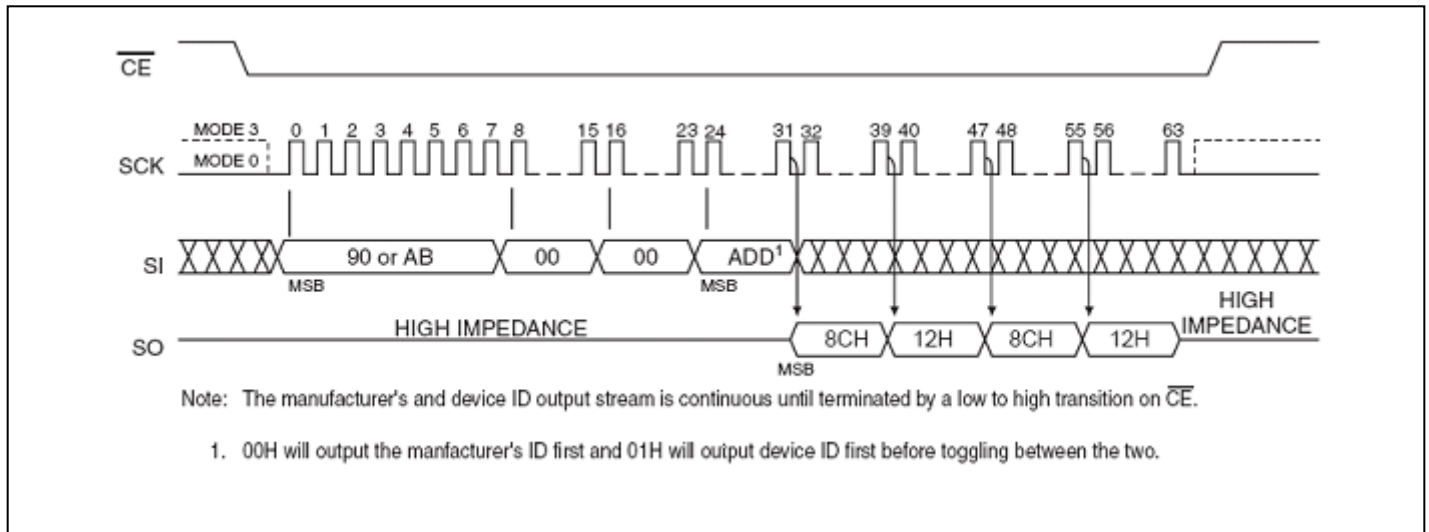 CE
MODE 3 0 1 2 3 4 5 6 7 8 15 16 23 24 31 32 39 40 47 48 55 56 63
SCK MODE 0
SI 90 or AB 00 00 ADD1
MSB MSB
HIGH IMPEDANCE HIGH IMPEDANCE
SO 8CH 12H 8CH 12H
MSB
Note: The manufacturer's and device ID output stream is continuous until terminated by a low to high transition on CE.
1. 00H will output the manfacturer's ID first and 01H will output device ID first before toggling between the two.